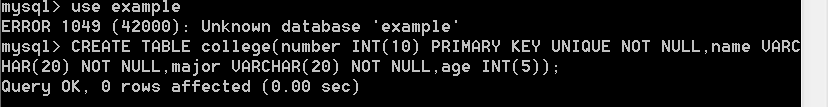 mysql> use example
ERROR 1049 (42000): Unknown database 'example'
mysql> CREATE TABLE college(number INT(10) PRIMARY KEY UNIQUE NOT NULL,name VARC
HAR(20) NOT NULL,major VARCHAR(20) NOT NULL,age INT(5));
Query OK, 0 rows affected (0.00 sec)